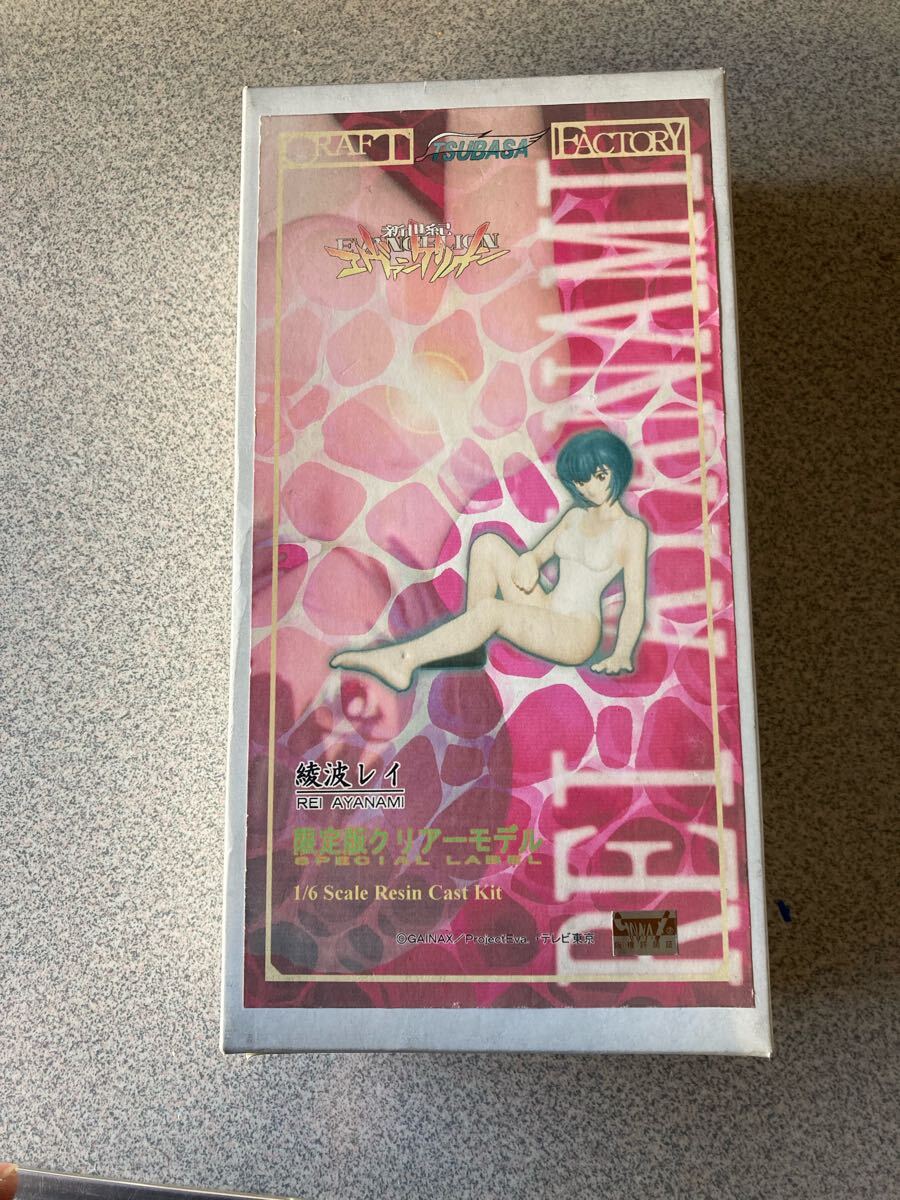 CRAFT TSUBASA FACTORY
新世紀
EVANGELION
エヴァンゲリオン
REI AYANAMI
綾波レイ
REI AYANAMI
限定版クリアーモデル
SPECIAL LABEL
1/6 Scale Resin Cast Kit
©GAINAX/ProjectEva.・テレビ東京
GAINAX